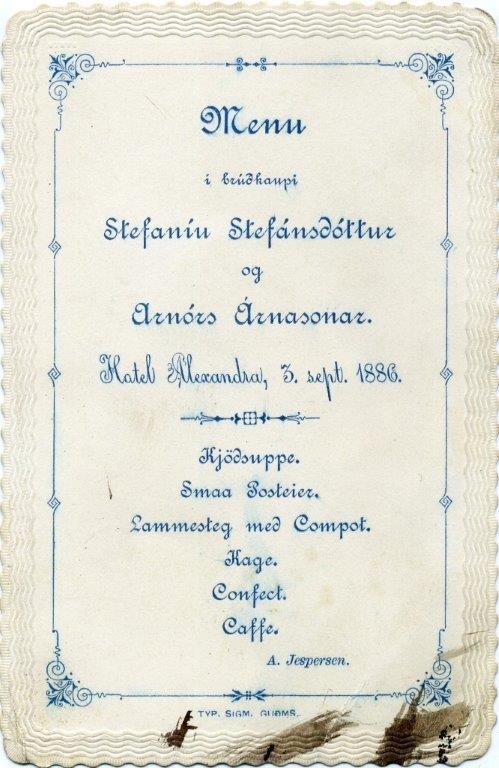 Menu
í brúðkaupi
Stefaníu Stefánsdóttur
og
Arnórs Árnasonar.
Hotel Alexandra, 3. sept. 1886.
Kjödsuppe.
Smaa Posteier.
Lammesteg med Compot.
Kage.
Confect.
Caffe.
A. Jespersen.
TYP. SIGM. GUÐMS.